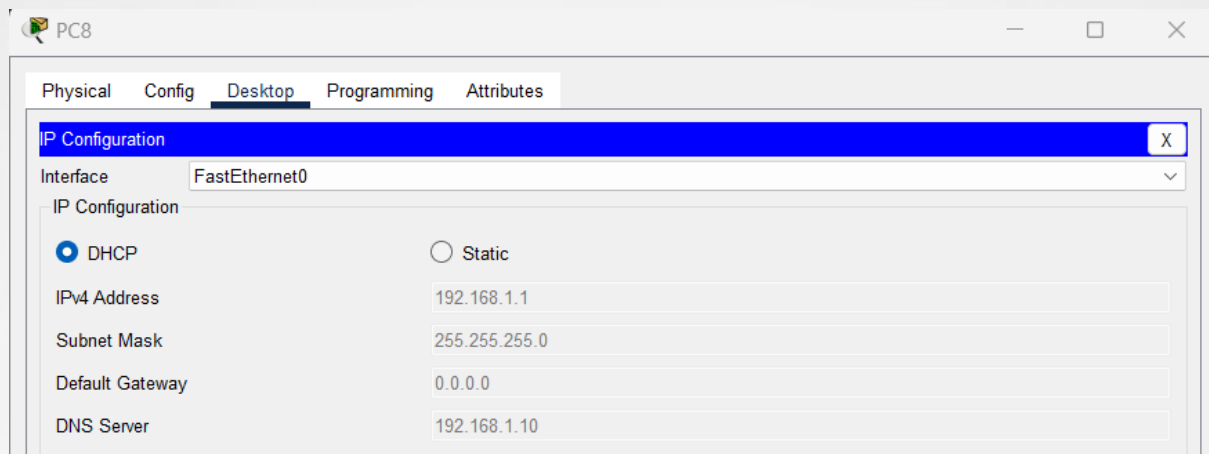 PC8
Physical Config Desktop Programming Attributes
IP Configuration X
Interface FastEthernet0
IP Configuration
DHCP Static
IPv4 Address 192.168.1.1
Subnet Mask 255.255.255.0
Default Gateway 0.0.0.0
DNS Server 192.168.1.10